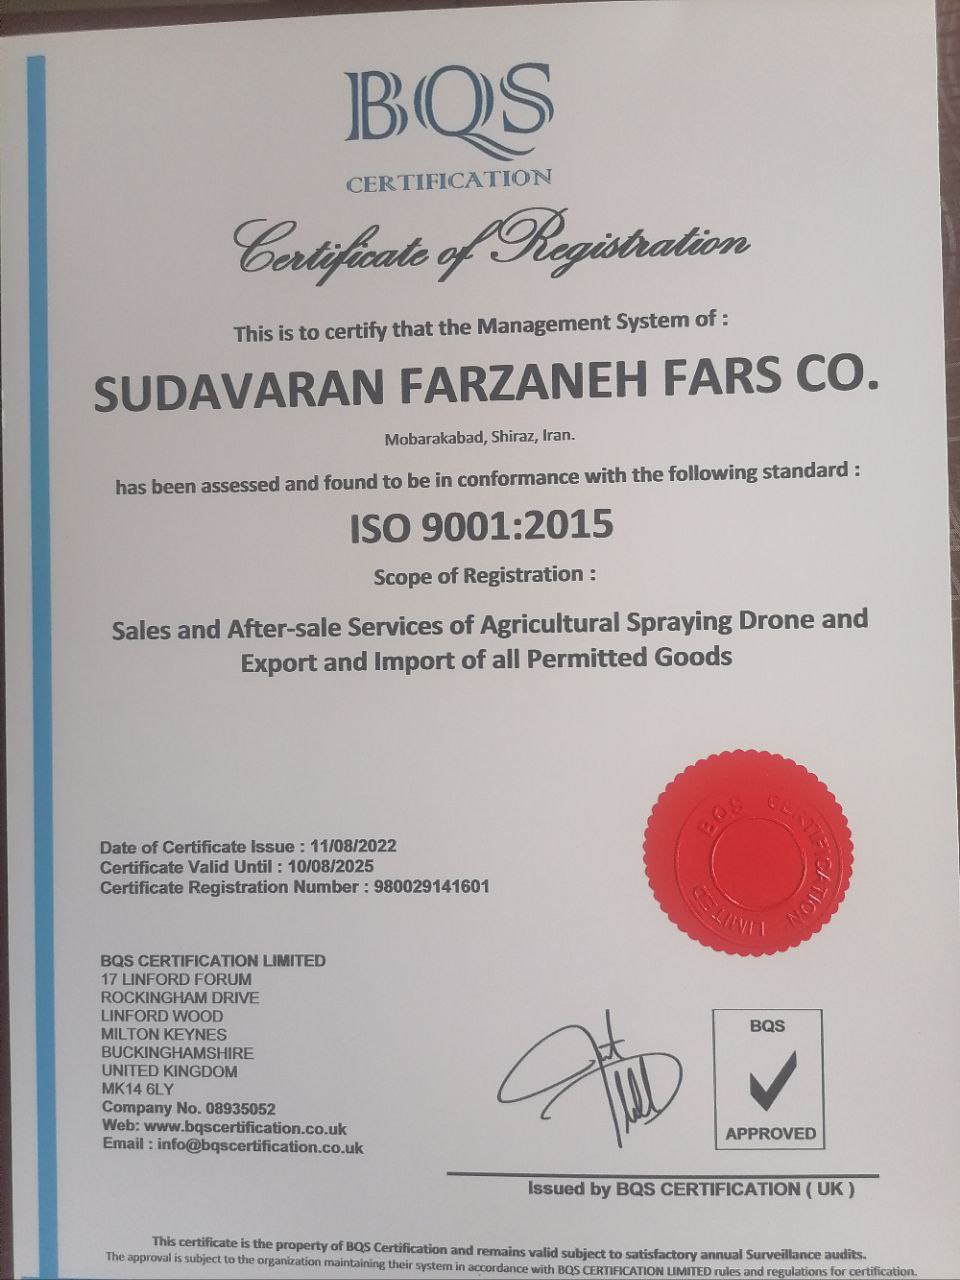 BQS
CERTIFICATION
Certificate of Registration
This is to certify that the Management System of :
SUDAVARAN FARZANEH FARS CO.
Mobarakabad, Shiraz, Iran.
has been assessed and found to be in conformance with the following standard :
ISO 9001:2015
Scope of Registration :
Sales and After-sale Services of Agricultural Spraying Drone and
Export and Import of all Permitted Goods
BQS CERTIFICATION LIMITED
Date of Certificate Issue : 11/08/2022
Certificate Valid Until : 10/08/2025
Certificate Registration Number : 980029141601
BQS CERTIFICATION LIMITED
17 LINFORD FORUM
ROCKINGHAM DRIVE
LINFORD WOOD
MILTON KEYNES
BUCKINGHAMSHIRE
UNITED KINGDOM
MK14 6LY
Company No. 08935052
Web: www.bqscertification.co.uk
Email : info@bqscertification.co.uk
BQS
APPROVED
Issued by BQS CERTIFICATION ( UK )
This certificate is the property of BQS Certification and remains valid subject to satisfactory annual Surveillance audits.
The approval is subject to the organization maintaining their system in accordance with BQS CERTIFICATION LIMITED rules and regulations for certification.